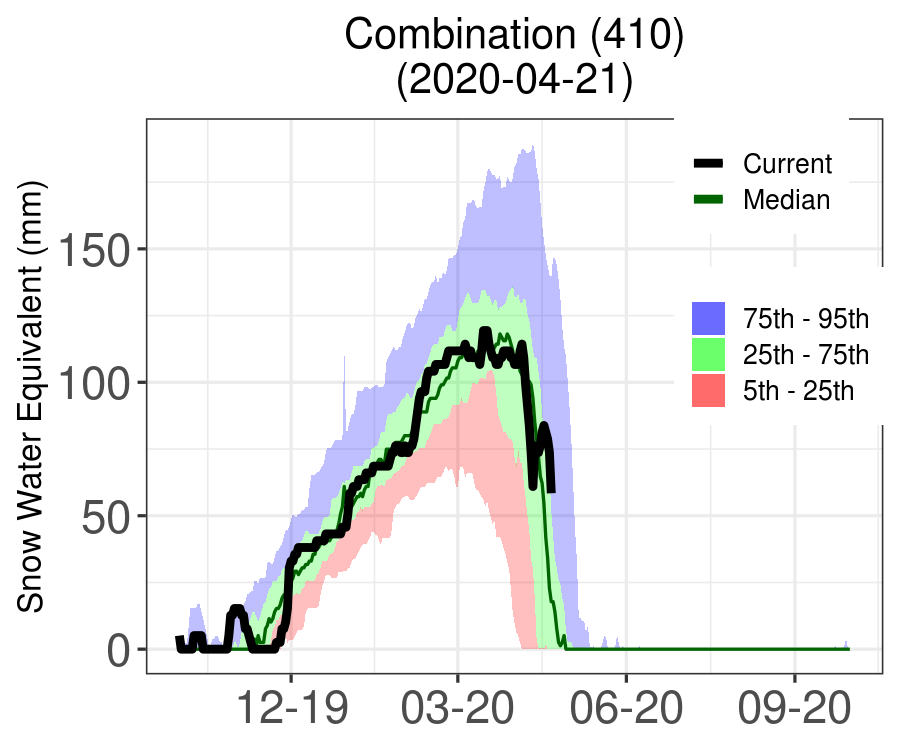 Combination (410)
(2020-04-21)
Snow Water Equivalent (mm)
150
100
50
0
12-19
03-20
06-20
09-20
Current
Median
75th - 95th
25th - 75th
5th - 25th